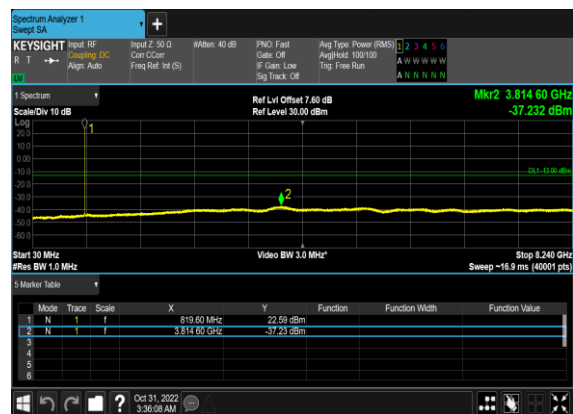 Spectrum Analyzer 1
Swept SA
+
KEYSIGHT Input: RF Input Z: 50 Ω #Atten: 40 dB PNO: Fast Avg Type: Power (RMS) 1 2 3 4 5 6
R T Coupling: DC Corr CCorr Gate: Off Avg|Hold: 100/100 A W W W W W
Align: Auto Freq Ref: Int (S) IF Gain: Low Trig: Free Run
Sig Track: Off A N N N N N
1 Spectrum Ref Lvl Offset 7.60 dB Mkr2 3.814 60 GHz
Scale/Div 10 dB Ref Level 30.00 dBm -37.232 dBm
Log
1
20.0
10.0
0.00
-10.0
DL1 -13.00 dBm
-20.0
-30.0
2
-40.0
-50.0
-60.0
Start 30 MHz Video BW 3.0 MHz* Stop 8.240 GHz
#Res BW 1.0 MHz Sweep ~16.9 ms (40001 pts)
5 Marker Table
Mode Trace Scale X Y Function Function Width Function Value
1 N 1 f 819.60 MHz 22.59 dBm
2 N 1 f 3.814 60 GHz -37.23 dBm
3
4
5
6
? Oct 31, 2022
3:36:08 AM